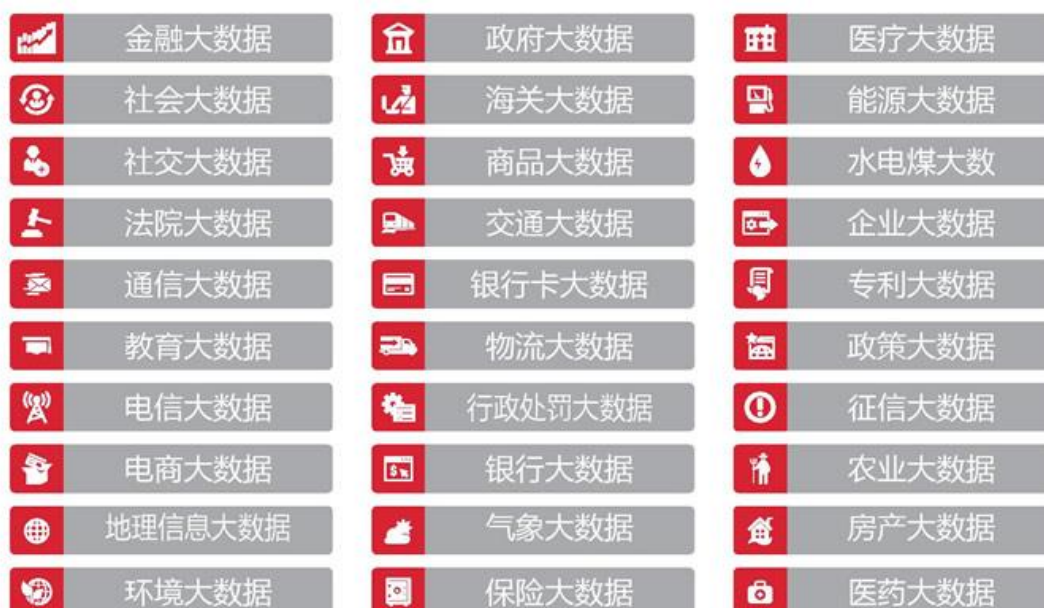 金融大数据
政府大数据
医疗大数据
社会大数据
海关大数据
能源大数据
社交大数据
商品大数据
水电煤大数
法院大数据
交通大数据
企业大数据
通信大数据
银行卡大数据
专利大数据
教育大数据
物流大数据
政策大数据
电信大数据
行政处罚大数据
征信大数据
电商大数据
银行大数据
农业大数据
地理信息大数据
气象大数据
房产大数据
环境大数据
保险大数据
医药大数据